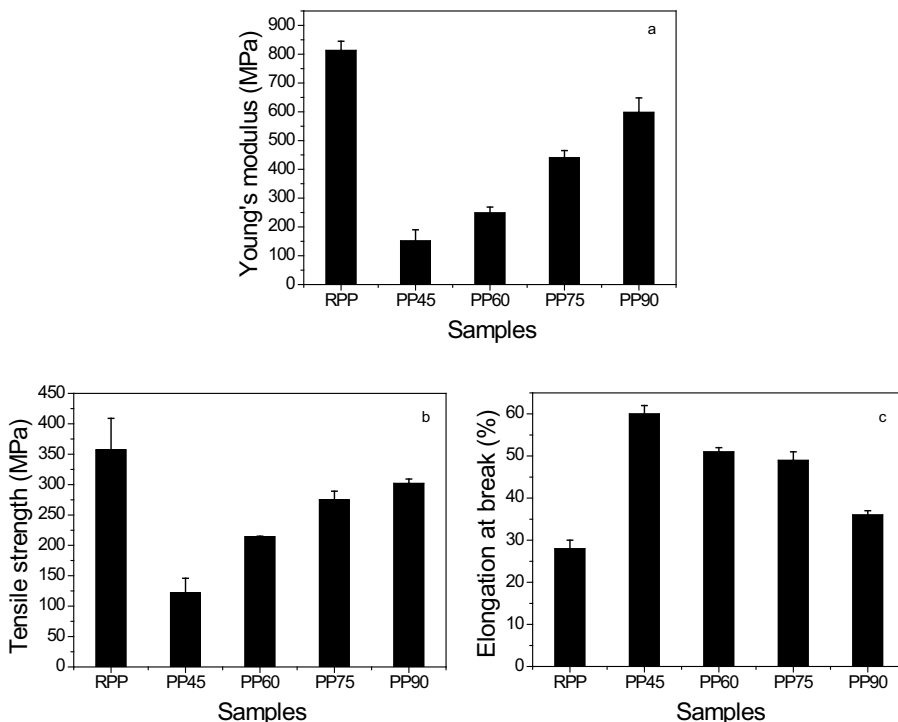 900
800
700
600
500
400
300
200
100
0
Young's modulus (MPa)
a
RPP PP45 PP60 PP75 PP90
Samples
450
400
350
300
250
200
150
100
50
0
Tensile strength (MPa)
b
RPP PP45 PP60 PP75 PP90
Samples
60
50
40
30
20
10
0
Elongation at break (%)
c
RPP PP45 PP60 PP75 PP90
Samples